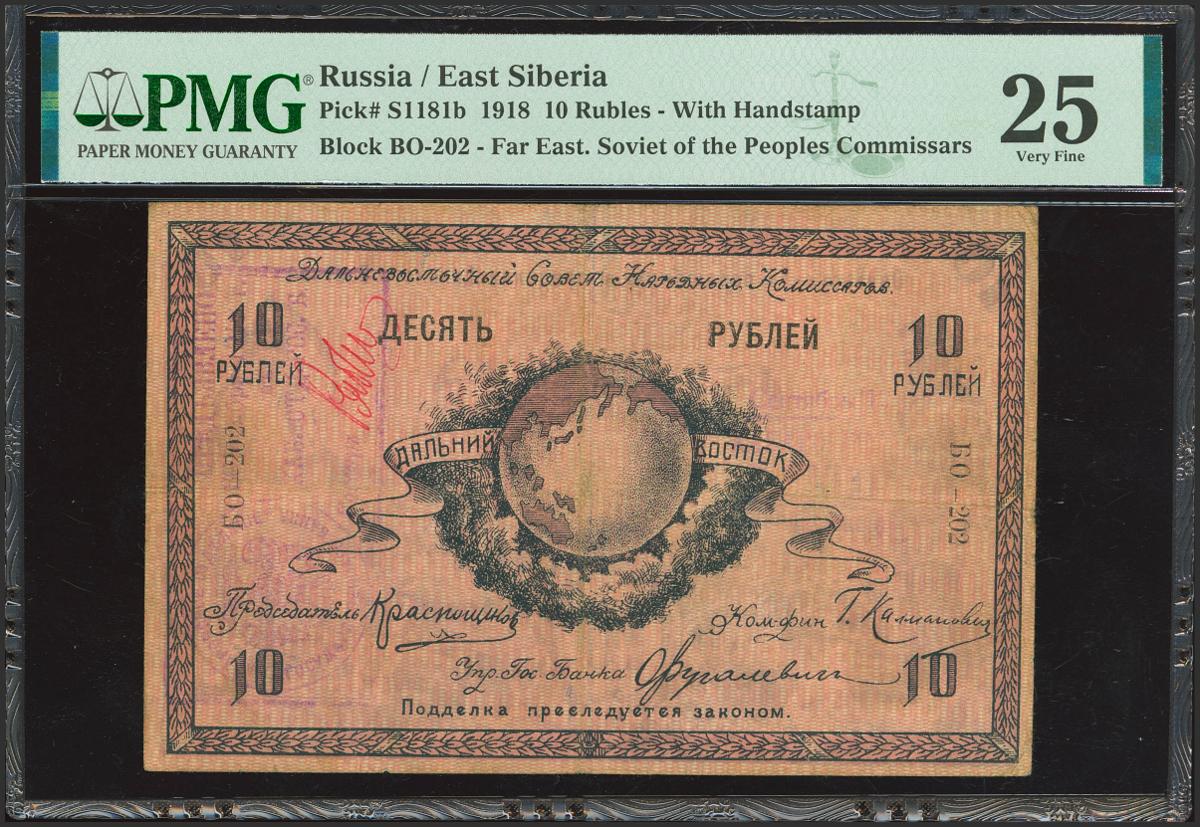 PMG®
PAPER MONEY GUARANTY
Russia / East Siberia
Pick# S1181b 1918 10 Rubles - With Handstamp
Block BO-202 - Far East. Soviet of the Peoples Commissars
25
Very Fine
Дальневосточный Совет Народных Комиссаров.
10 ДЕСЯТЬ РУБЛЕЙ 10
РУБЛЕЙ РУБЛЕЙ
ДАЛЬНИЙ ВОСТОК
БО-202 БО-202
Председатель Краснощеков Ком-фин Г. Калманович
Упр. Гос. Банка
10 10
Подделка преследуется законом.